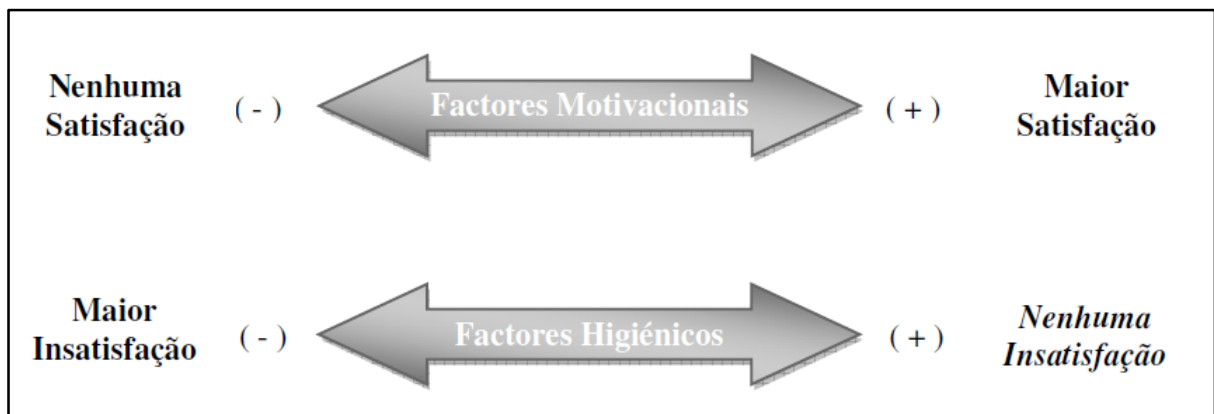 Nenhuma
Satisfação
( - )
Factores Motivacionais
( + )
Maior
Satisfação
Maior
Insatisfação
( - )
Factores Higiénicos
( + )
Nenhuma
Insatisfação